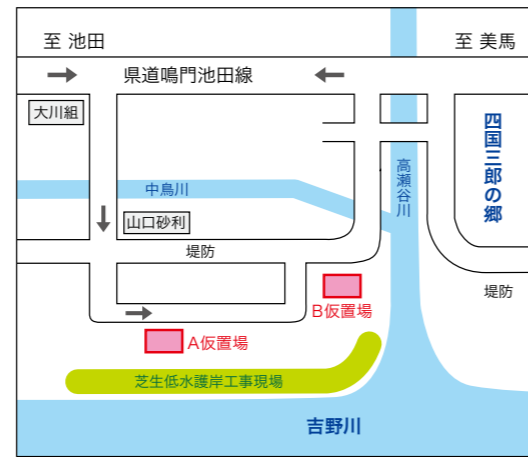 至 池田
至 美馬
県道鳴門池田線
大川組
四国三郎の郷
高瀬谷川
中鳥川
山口砂利
堤防
堤防
B仮置場
A仮置場
芝生低水護岸工事現場
吉野川